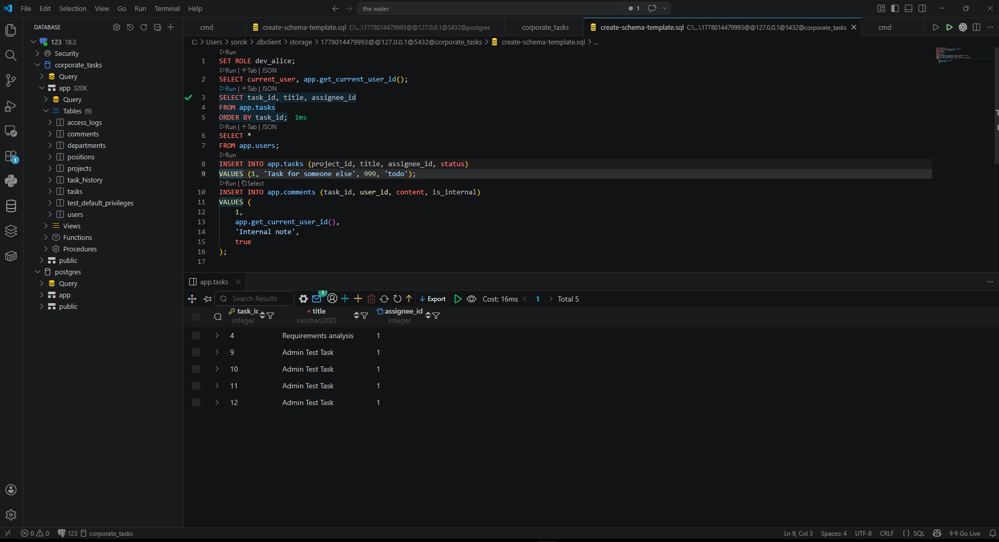 File Edit Selection View Go Run Terminal Help
the water
1
DATABASE
cmd
create-schema-template.sql C:\...\1778014479993@@127.0.0.1@5432@postgres
corporate_tasks
create-schema-template.sql C:\...\1778014479993@@127.0.0.1@5432@corporate_tasks
cmd
C: > Users > sorok > .dbclient > storage > 1778014479993@@127.0.0.1@5432@corporate_tasks > create-schema-template.sql > ...
123 18.3
Security
corporate_tasks
Query
app 320K
Query
Tables (9)
access_logs
comments
departments
positions
projects
task_history
tasks
test_default_privileges
users
Views
Functions
Procedures
public
postgres
Query
app
public
1
Run
1 SET ROLE dev_alice;
Run | Tab | JSON
2 SELECT current_user, app.get_current_user_id();
Run | Tab | JSON
3 SELECT task_id, title, assignee_id
4 FROM app.tasks
5 ORDER BY task_id; 1ms
Run | Tab | JSON
6 SELECT *
7 FROM app.users;
Run
8 INSERT INTO app.tasks (project_id, title, assignee_id, status)
9 VALUES (1, 'Task for someone else', 999, 'todo');
Run | Select
10 INSERT INTO app.comments (task_id, user_id, content, is_internal)
11 VALUES (
12 1,
13 app.get_current_user_id(),
14 'Internal note',
15 true
16 );
17
app.tasks
Search Results
1
Export
Cost: 16ms
1
Total 5
task_id title assignee_id
integer varchar(200) integer
4 Requirements analysis 1
9 Admin Test Task 1
10 Admin Test Task 1
11 Admin Test Task 1
12 Admin Test Task 1
0 0 123 corporate_tasks
Ln 9, Col 3 Spaces: 4 UTF-8 CRLF { } SQL Go Live